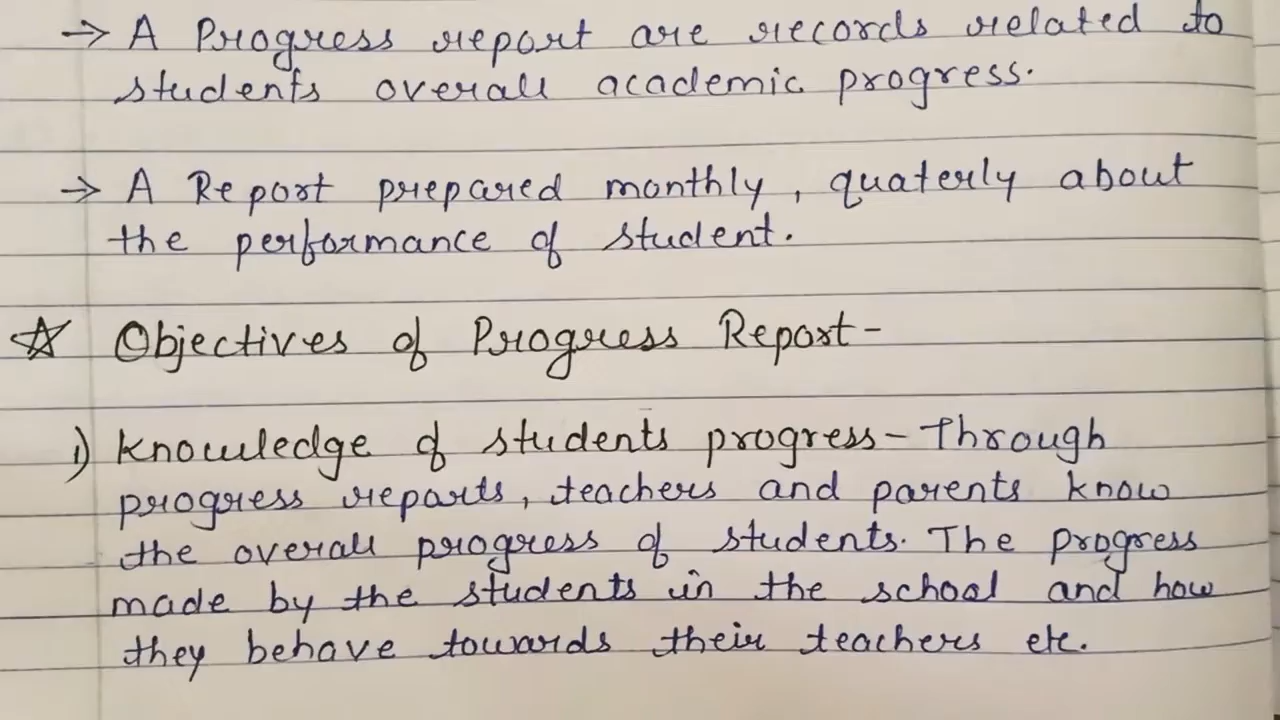 → A Progress report are records related to
students overall academic progress.
→ A Report prepared monthly, quaterly about
the performance of student.
☆ Objectives of Progress Report-
1) Knowledge of students progress- Through
progress reports, teachers and parents know
the overall progress of students. The progress
made by the students in the school and how
they behave towards their teachers etc.